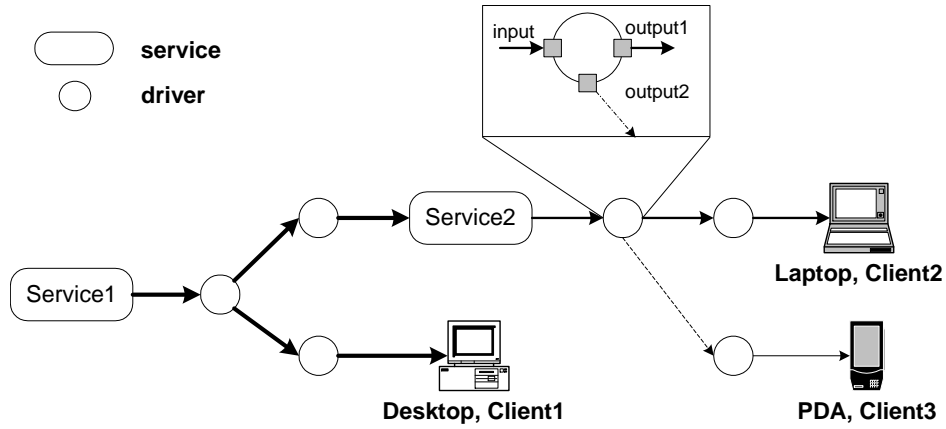 service
driver
input
output1
output2
Service2
Service1
Laptop, Client2
Desktop, Client1
PDA, Client3